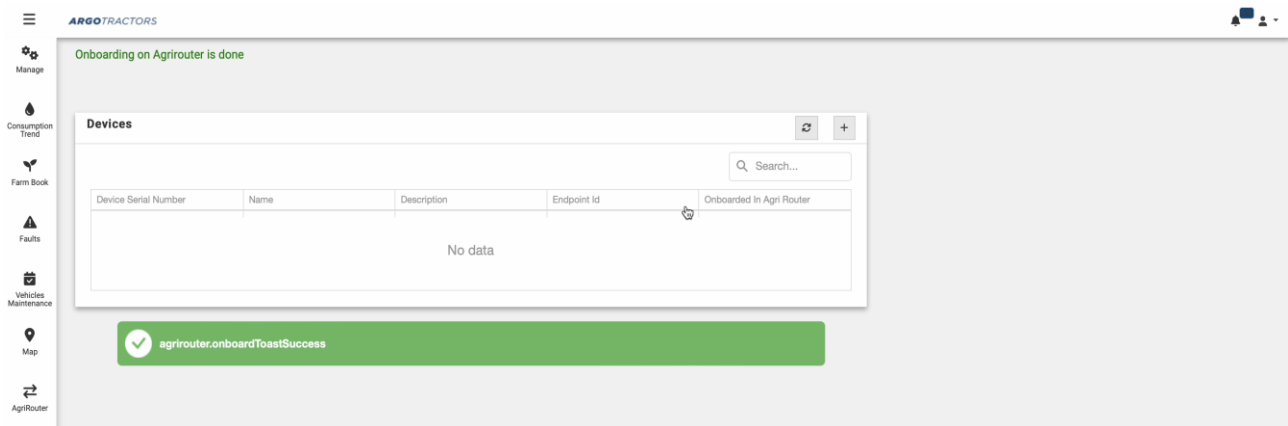 ARGOTRACTORS
Onboarding on Agrirouter is done
Manage
Consumption
Trend
Farm Book
Faults
Vehicles
Maintenance
Map
AgriRouter
Devices
Search...
Device Serial Number Name Description Endpoint Id Onboarded In Agri Router
No data
agrirouter.onboardToastSuccess